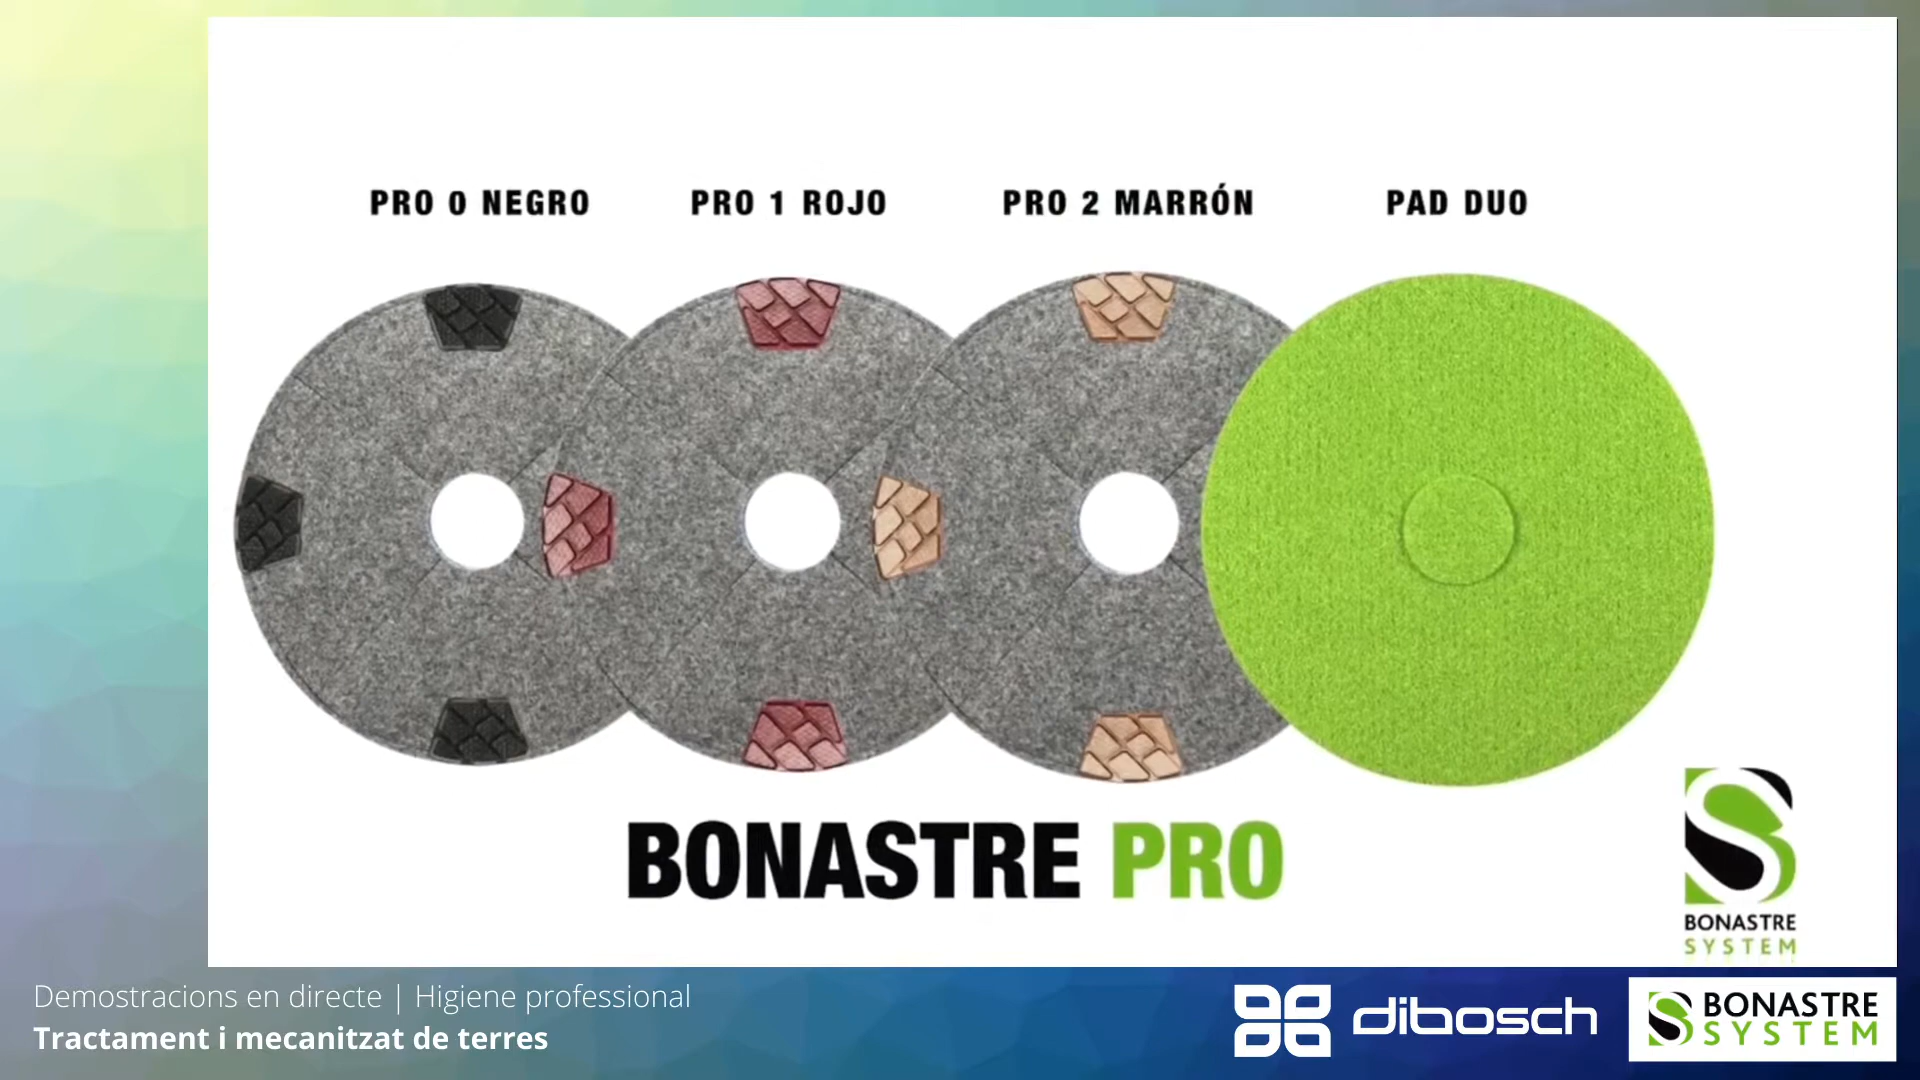 PRO 0 NEGRO
PRO 1 ROJO
PRO 2 MARRÓN
PAD DUO
BONASTRE PRO
BONASTRE
SYSTEM
Demostracions en directe | Higiene professional
Tractament i mecanitzat de terres
dibosch
BONASTRE
SYSTEM